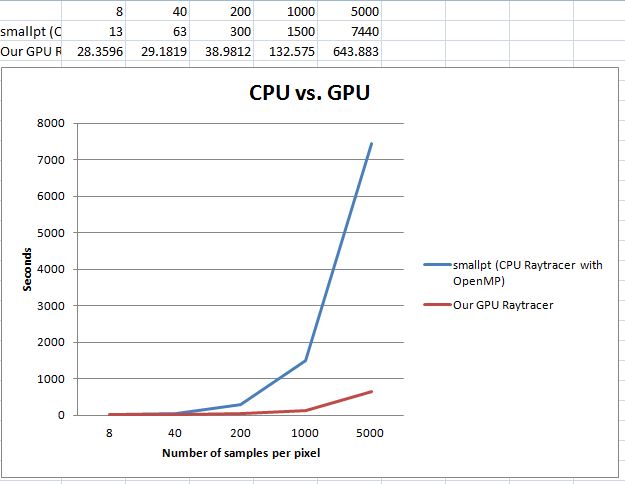 8 40 200 1000 5000
smallpt (C 13 63 300 1500 7440
Our GPU R 28.3596 29.1819 38.9812 132.575 643.883
CPU vs. GPU
8000
7000
6000
5000
4000
3000
2000
1000
0
Seconds
8 40 200 1000 5000
Number of samples per pixel
smallpt (CPU Raytracer with
OpenMP)
Our GPU Raytracer